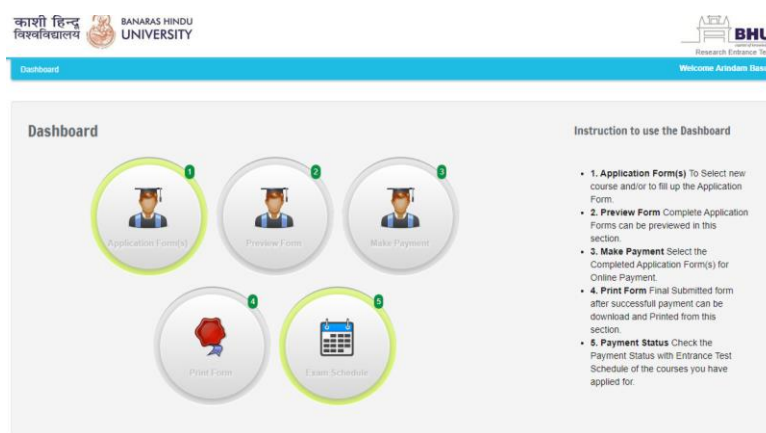 काशी हिन्दू
विश्वविद्यालय
BANARAS HINDU
UNIVERSITY
BHU
Research Entrance Te
Dashboard
Welcome Arindam Bas
Dashboard
1
Application Form(s)
2
Preview Form
3
Make Payment
4
Print Form
5
Exam Schedule
Instruction to use the Dashboard
• 1. Application Form(s) To Select new
course and/or to fill up the Application
Form.
• 2. Preview Form Complete Application
Forms can be previewed in this
section.
• 3. Make Payment Select the
Completed Application Form(s) for
Online Payment.
• 4. Print Form Final Submitted form
after successfull payment can be
download and Printed from this
section.
• 5. Payment Status Check the
Payment Status with Entrance Test
Schedule of the courses you have
applied for.